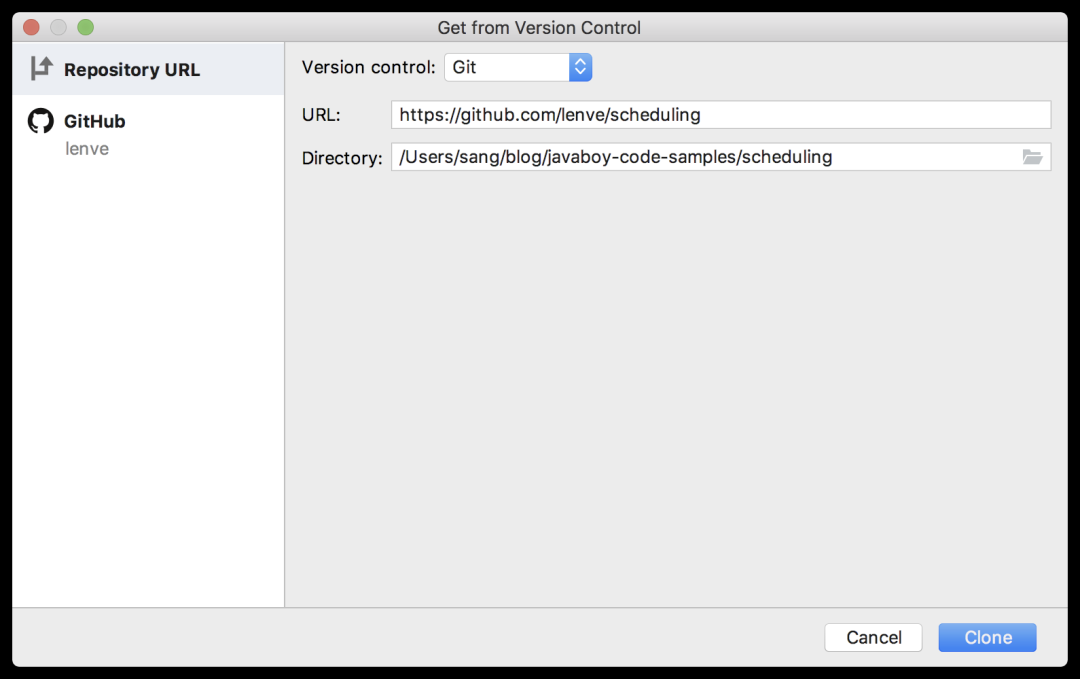 Get from Version Control
Repository URL
GitHub
lenve
Version control: Git
URL: https://github.com/lenve/scheduling
Directory: /Users/sang/blog/javaboy-code-samples/scheduling
Cancel Clone